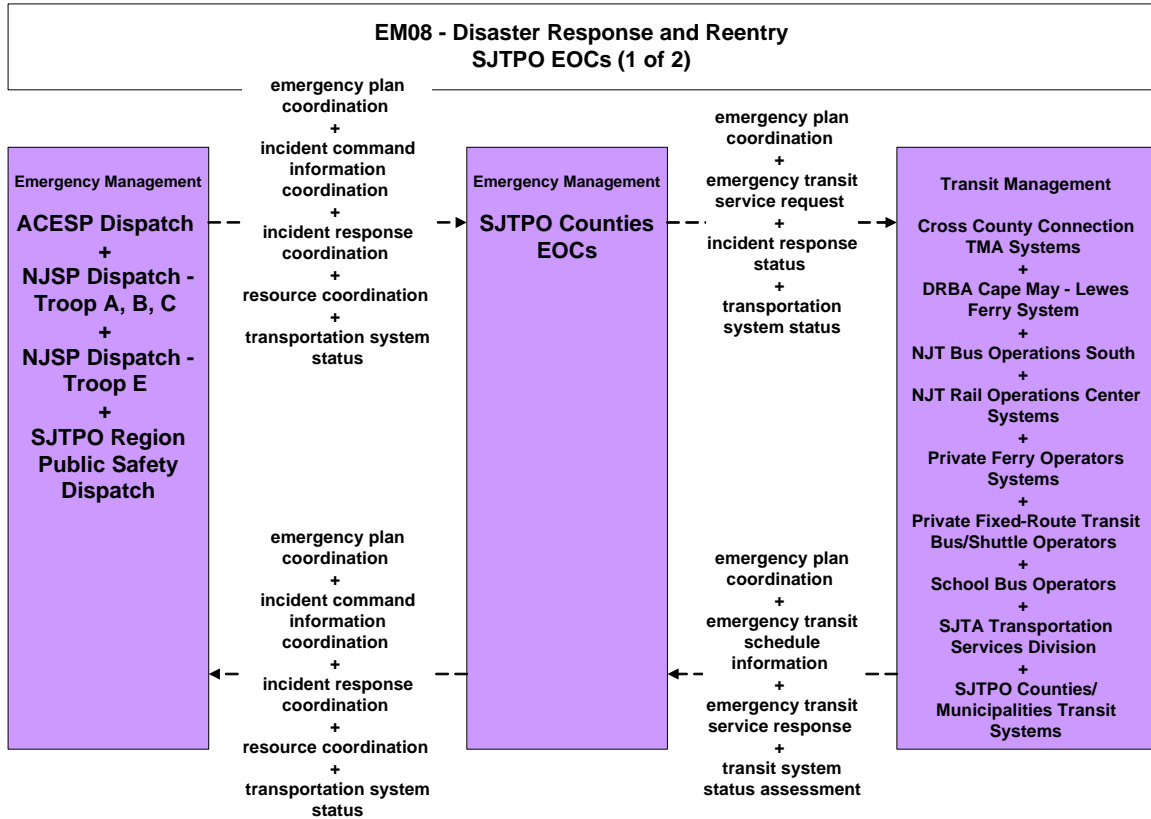 EM08 - Disaster Response and Reentry
SJTPO EOCs (1 of 2)
Emergency Management
ACESP Dispatch
+
NJSP Dispatch -
Troop A, B, C
+
NJSP Dispatch -
Troop E
+
SJTPO Region
Public Safety
Dispatch
emergency plan
coordination
+
incident command
information
coordination
+
incident response
coordination
+
resource coordination
+
transportation system
status
emergency plan
coordination
+
incident command
information
coordination
+
incident response
coordination
+
resource coordination
+
transportation system
status
Emergency Management
SJTPO Counties
EOCs
emergency plan
coordination
+
emergency transit
service request
+
incident response
status
+
transportation
system status
emergency plan
coordination
+
emergency transit
schedule
information
+
emergency transit
service response
+
transit system
status assessment
Transit Management
Cross County Connection
TMA Systems
+
DRBA Cape May - Lewes
Ferry System
+
NJT Bus Operations South
+
NJT Rail Operations Center
Systems
+
Private Ferry Operators
Systems
+
Private Fixed-Route Transit
Bus/Shuttle Operators
+
School Bus Operators
+
SJTA Transportation
Services Division
+
SJTPO Counties/
Municipalities Transit
Systems